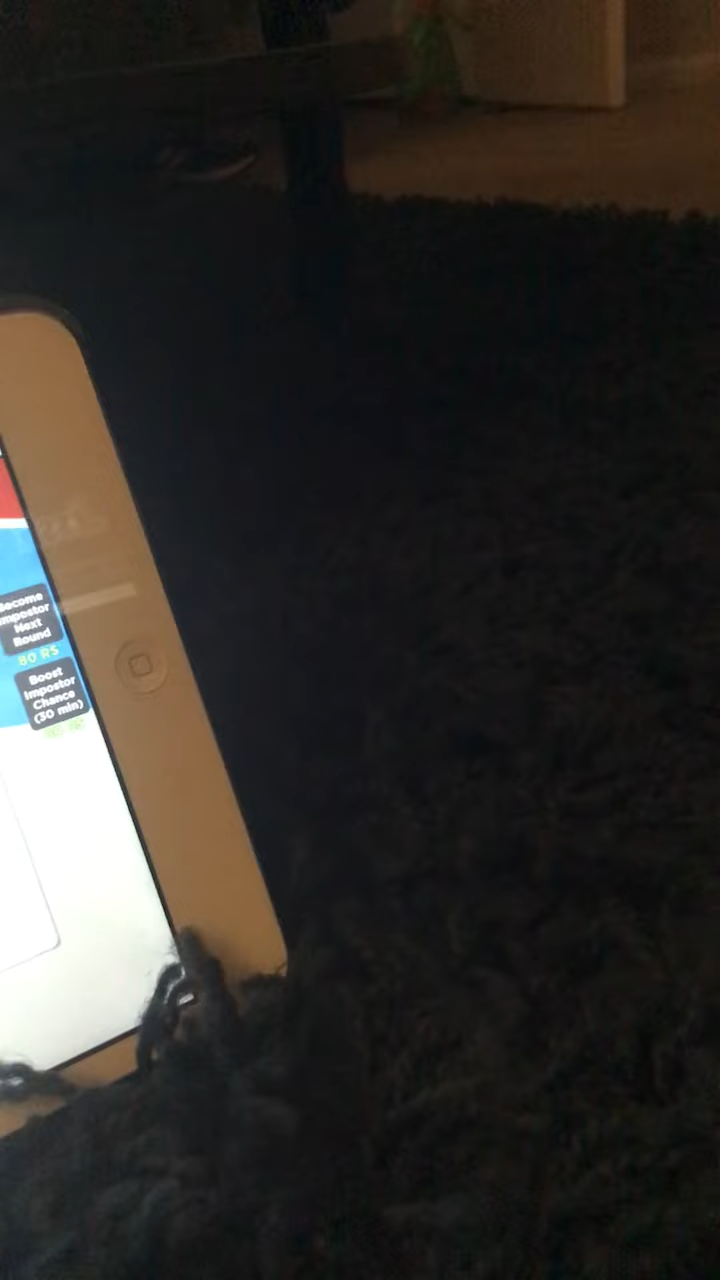 Become
Impostor
Next
Round
80 R$
Boost
Impostor
Chance
(30 min)